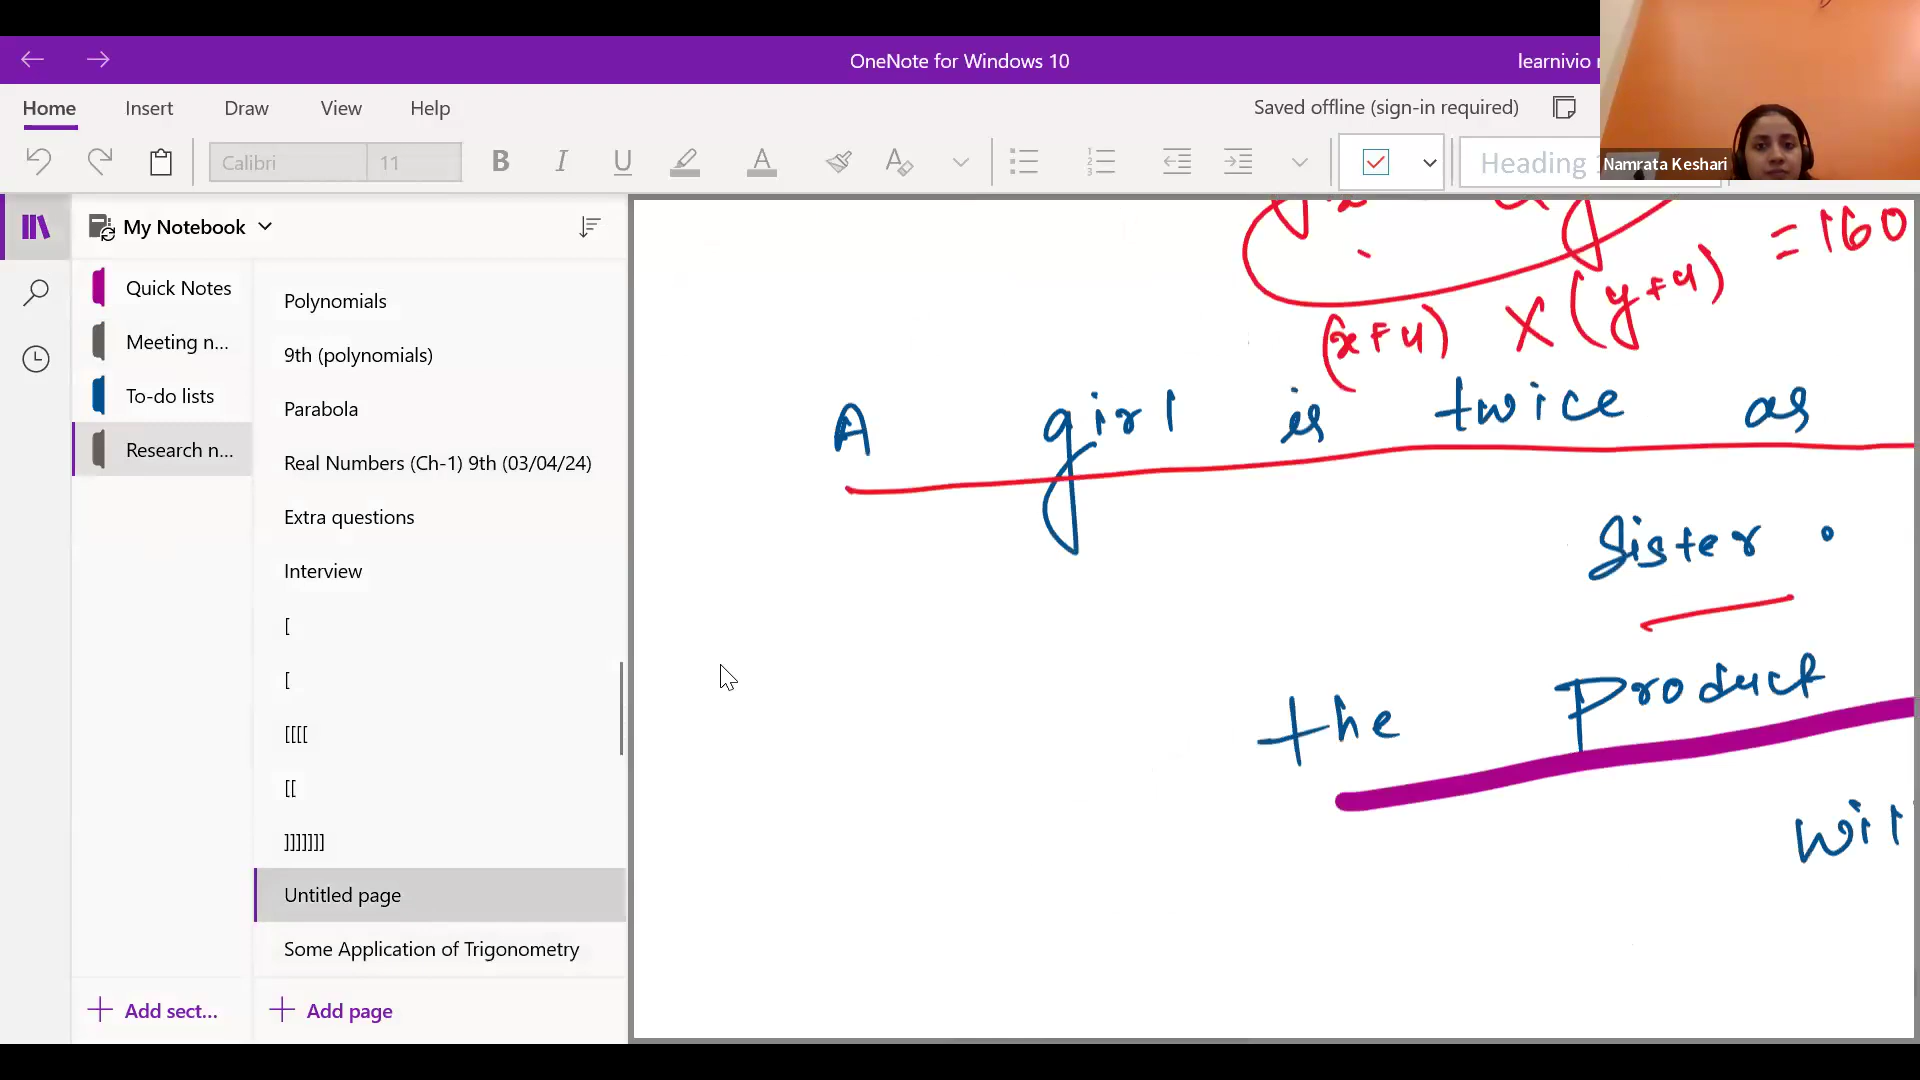 OneNote for Windows 10
learnivio
Home Insert Draw View Help
Saved offline (sign-in required)
Calibri 11 B I U A A Heading
Namrata Keshari
My Notebook
Quick Notes
Meeting n...
To-do lists
Research n...
Add sect...
Polynomials
9th (polynomials)
Parabola
Real Numbers (Ch-1) 9th (03/04/24)
Extra questions
Interview
[
[
[[[[
[[
]]]]]]]
Untitled page
Some Application of Trigonometry
Add page
= 160
(x+4) X (y+4)
A girl is twice as
Sister .
the Product